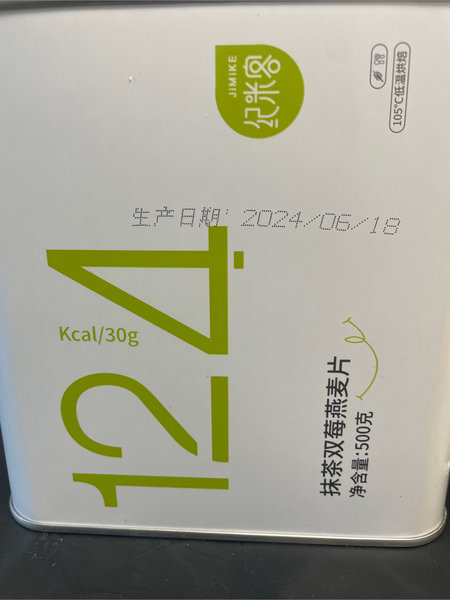 JIMIKE
纪米客
105°C低温烘焙
生产日期: 2024/06/18
124
Kcal/30g
抹茶双莓燕麦片
净含量:500克